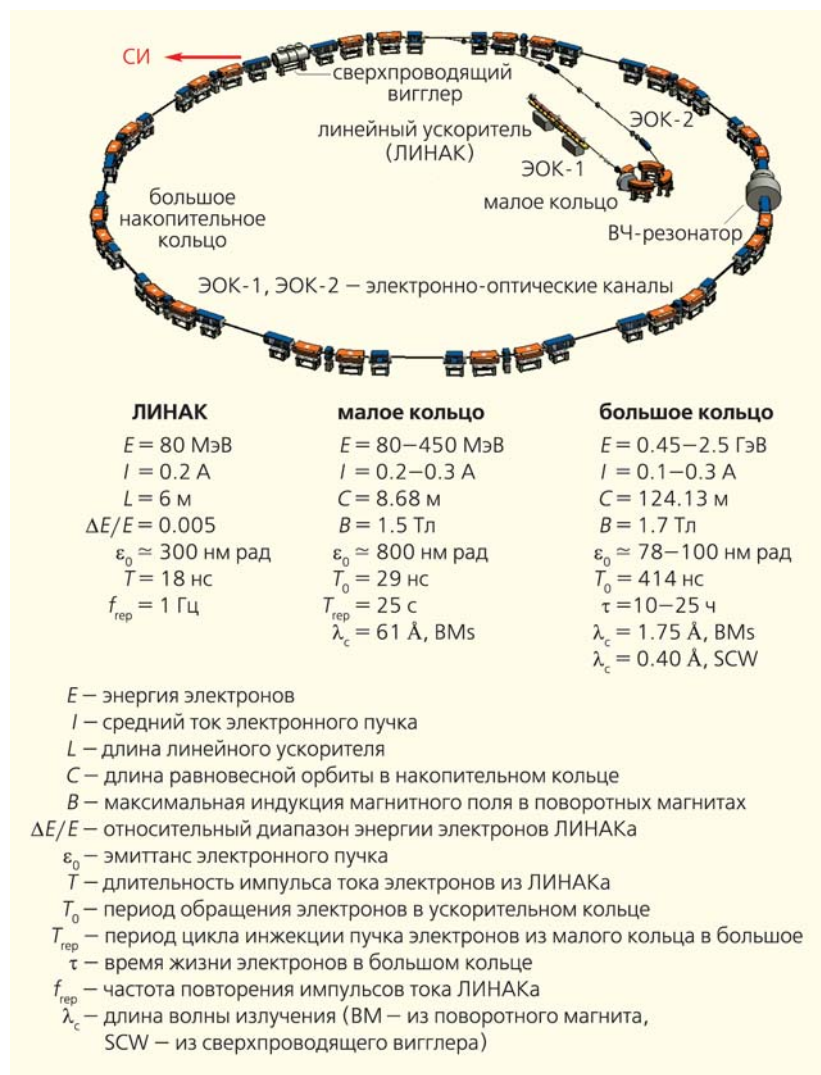 СИ
сверхпроводящий
вигглер
линейный ускоритель
(ЛИНАК)
ЭОК-2
ЭОК-1
малое кольцо
большое
накопительное
кольцо
ВЧ-резонатор
ЭОК-1, ЭОК-2 — электронно-оптические каналы
ЛИНАК
E = 80 МэВ
I = 0.2 А
L = 6 м
ΔE/E = 0.005
ε₀ ≃ 300 нм рад
T = 18 нс
f_rep = 1 Гц
малое кольцо
E = 80—450 МэВ
I = 0.2—0.3 А
C = 8.68 м
B = 1.5 Тл
ε₀ ≃ 800 нм рад
T₀ = 29 нс
T_rep = 25 с
λ_c = 61 Å, BMs
большое кольцо
E = 0.45—2.5 ГэВ
I = 0.1—0.3 А
C = 124.13 м
B = 1.7 Тл
ε₀ ≃ 78—100 нм рад
T₀ = 414 нс
τ =10—25 ч
λ_c = 1.75 Å, BMs
λ_c = 0.40 Å, SCW
E — энергия электронов
I — средний ток электронного пучка
L — длина линейного ускорителя
C — длина равновесной орбиты в накопительном кольце
B — максимальная индукция магнитного поля в поворотных магнитах
ΔE/E — относительный диапазон энергии электронов ЛИНАКа
ε₀ — эмиттанс электронного пучка
T — длительность импульса тока электронов из ЛИНАКа
T₀ — период обращения электронов в ускорительном кольце
T_rep — период цикла инжекции пучка электронов из малого кольца в большое
τ — время жизни электронов в большом кольце
f_rep — частота повторения импульсов тока ЛИНАКа
λ_c — длина волны излучения (BM — из поворотного магнита,
SCW — из сверхпроводящего вигглера)